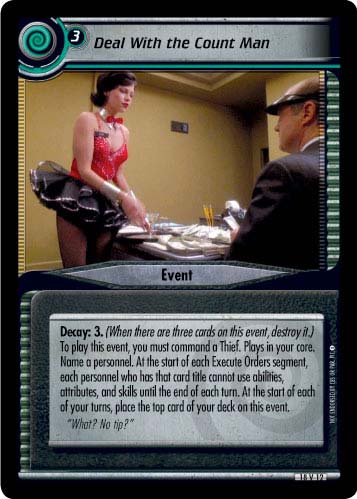 3
Deal With the Count Man
Event
Decay: 3. (When there are three cards on this event, destroy it.)
To play this event, you must command a Thief. Plays in your core.
Name a personnel. At the start of each Execute Orders segment,
each personnel who has that card title cannot use abilities,
attributes, and skills until the end of each turn. At the start of each
of your turns, place the top card of your deck on this event.
"What? No tip?"
18 V 12